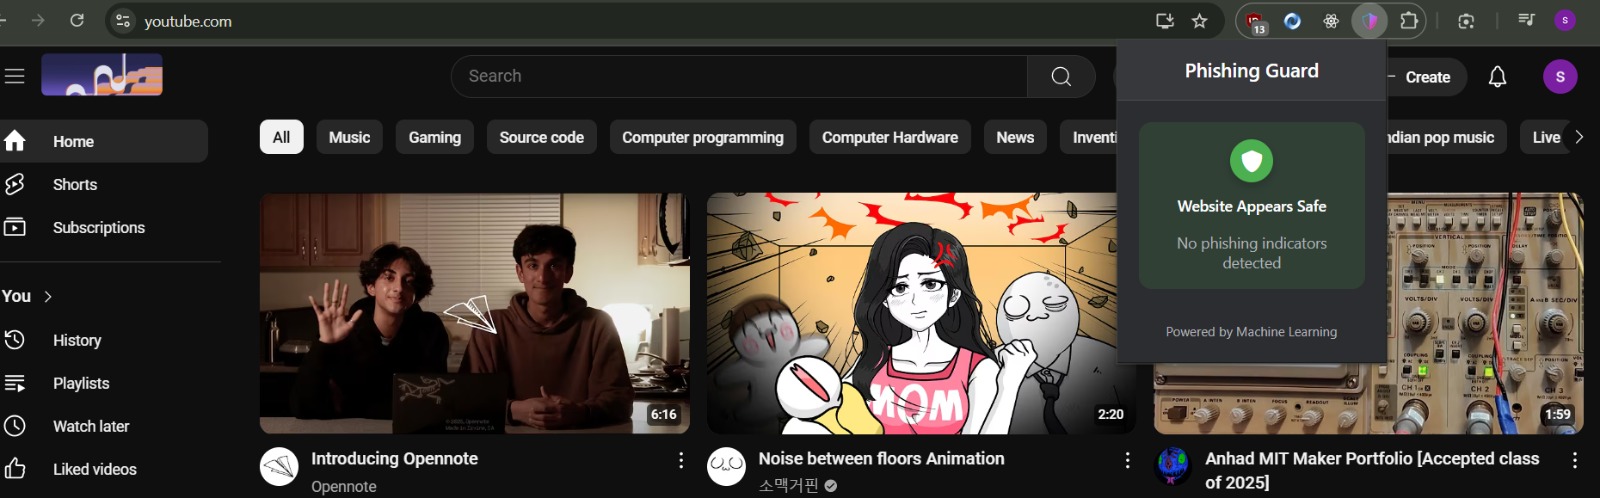 youtube.com
13
S
Search
Phishing Guard
Create
S
Home
All
Music
Gaming
Source code
Computer programming
Computer Hardware
News
Inventi
ndian pop music
Live
Shorts
Subscriptions
Website Appears Safe
No phishing indicators
detected
You
History
Powered by Machine Learning
Playlists
MOM
6:16
2:20
1:59
Watch later
Liked videos
Introducing Opennote
Opennote
Noise between floors Animation
소맥거핀
Anhad MIT Maker Portfolio [Accepted class
of 2025]